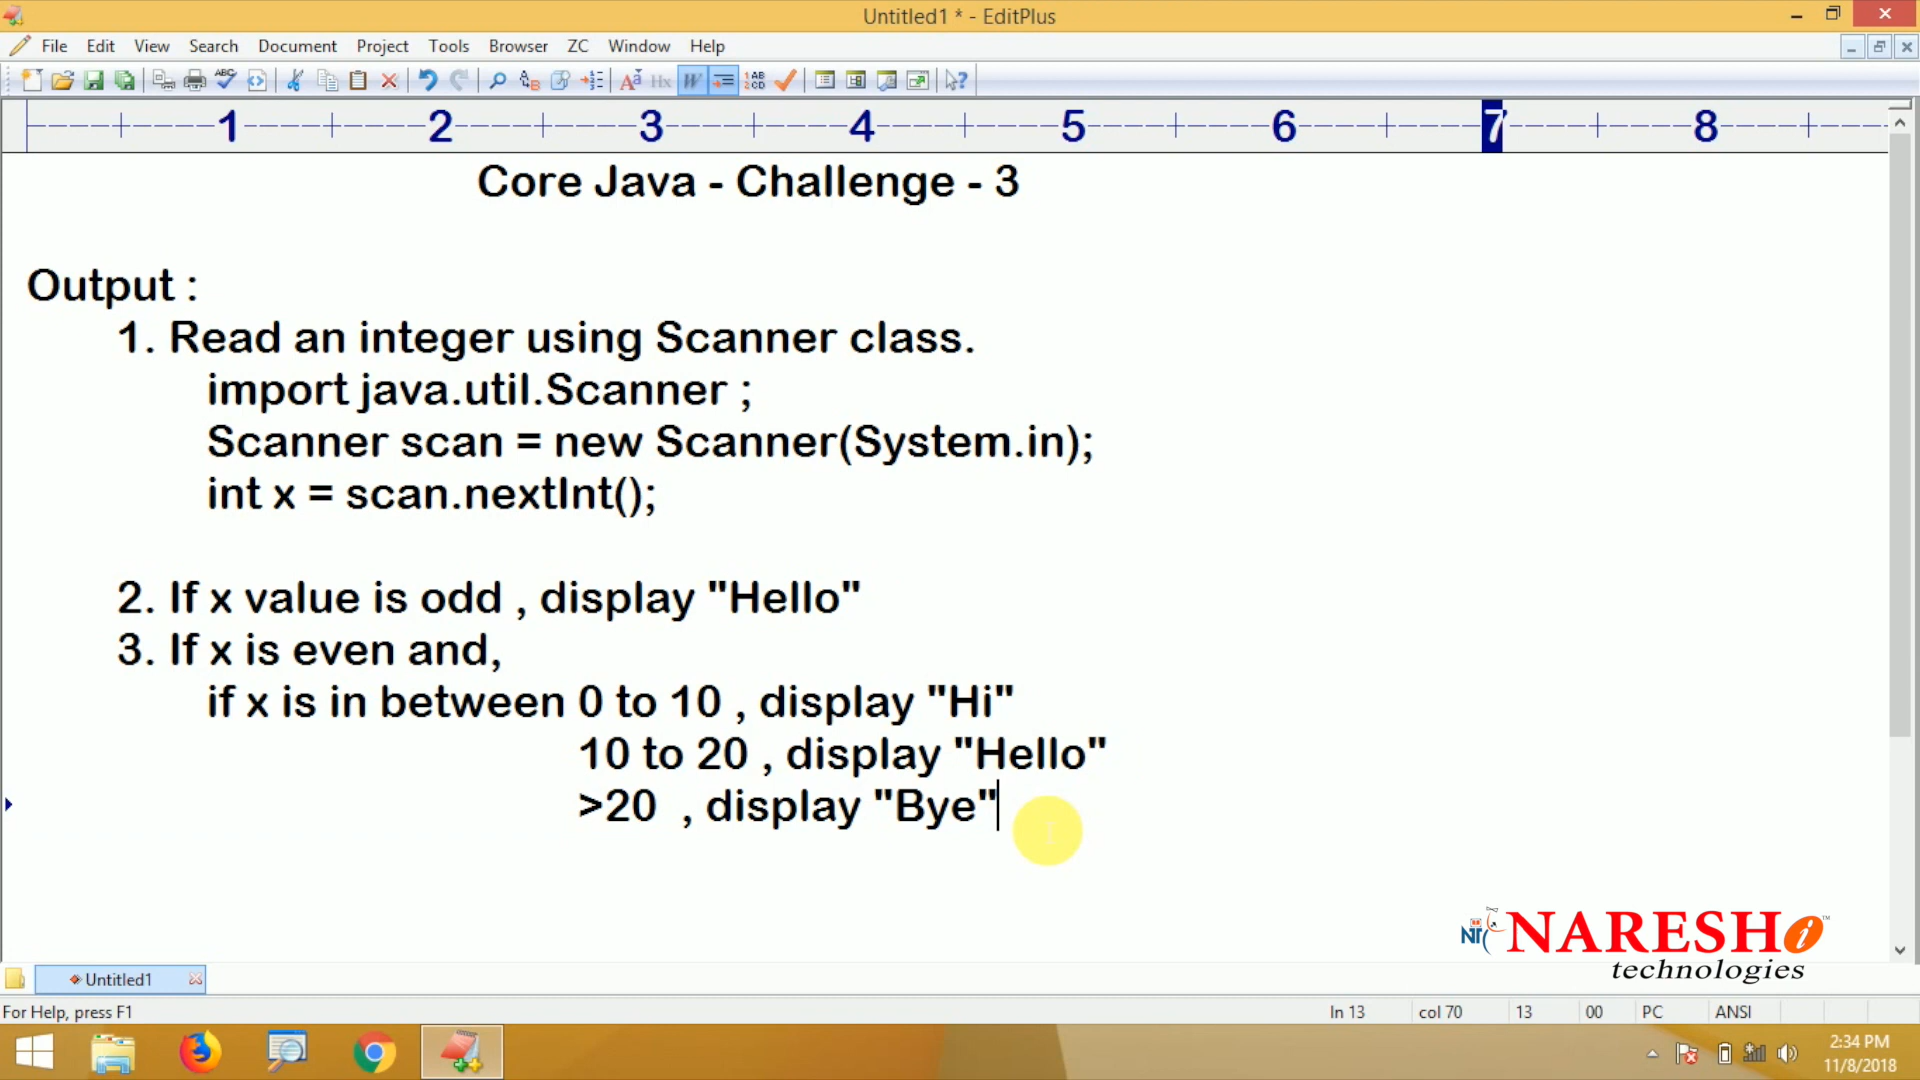 Untitled1 * - EditPlus
File Edit View Search Document Project Tools Browser ZC Window Help
1 2 3 4 5 6 7 8
Core Java - Challenge - 3
Output :
1. Read an integer using Scanner class.
import java.util.Scanner ;
Scanner scan = new Scanner(System.in);
int x = scan.nextInt();
2. If x value is odd , display "Hello"
3. If x is even and,
if x is in between 0 to 10 , display "Hi"
10 to 20 , display "Hello"
>20 , display "Bye"
NARESH i
technologies
Untitled1
For Help, press F1 ln 13 col 70 13 00 PC ANSI
2:34 PM
11/8/2018